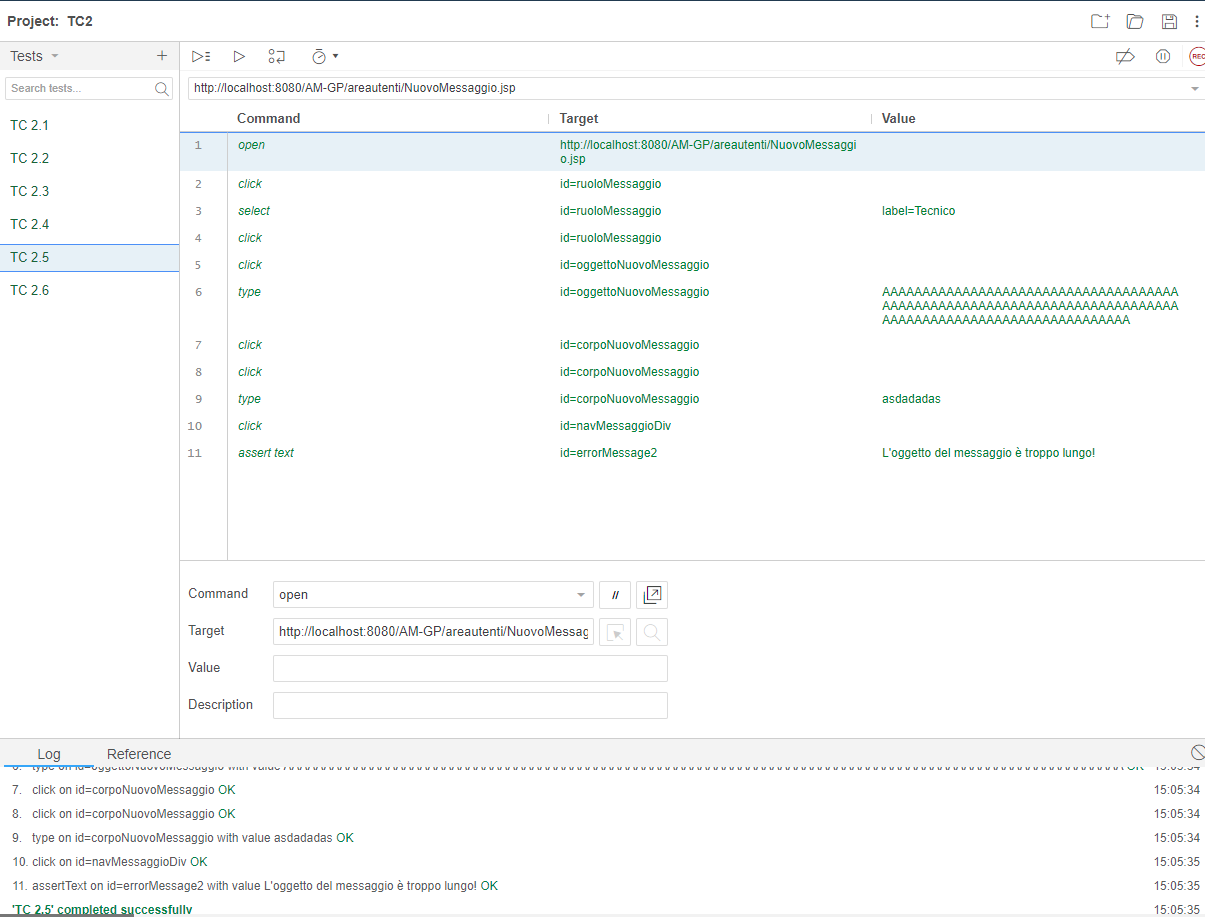 Project: TC2
Tests
Search tests...
TC 2.1
TC 2.2
TC 2.3
TC 2.4
TC 2.5
TC 2.6
REC
http://localhost:8080/AM-GP/areautenti/NuovoMessaggio.jsp
Command Target Value
1 open http://localhost:8080/AM-GP/areautenti/NuovoMessaggi
o.jsp
2 click id=ruoloMessaggio
3 select id=ruoloMessaggio label=Tecnico
4 click id=ruoloMessaggio
5 click id=oggettoNuovoMessaggio
6 type id=oggettoNuovoMessaggio AAAAAAAAAAAAAAAAAAAAAAAAAAAAAAAAAAAAA
AAAAAAAAAAAAAAAAAAAAAAAAAAAAAAAAAAAAA
AAAAAAAAAAAAAAAAAAAAAAAAAAAAAAA
7 click id=corpoNuovoMessaggio
8 click id=corpoNuovoMessaggio
9 type id=corpoNuovoMessaggio asdadadas
10 click id=navMessaggioDiv
11 assert text id=errorMessage2 L'oggetto del messaggio è troppo lungo!
Command open //
Target http://localhost:8080/AM-GP/areautenti/NuovoMessag
Value
Description
Log Reference
type on id=oggettoNuovoMessaggio with value OK 15:05:34
7. click on id=corpoNuovoMessaggio OK 15:05:34
8. click on id=corpoNuovoMessaggio OK 15:05:34
9. type on id=corpoNuovoMessaggio with value asdadadas OK 15:05:34
10. click on id=navMessaggioDiv OK 15:05:35
11. assertText on id=errorMessage2 with value L'oggetto del messaggio è troppo lungo! OK 15:05:35
'TC 2.5' completed successfully 15:05:35